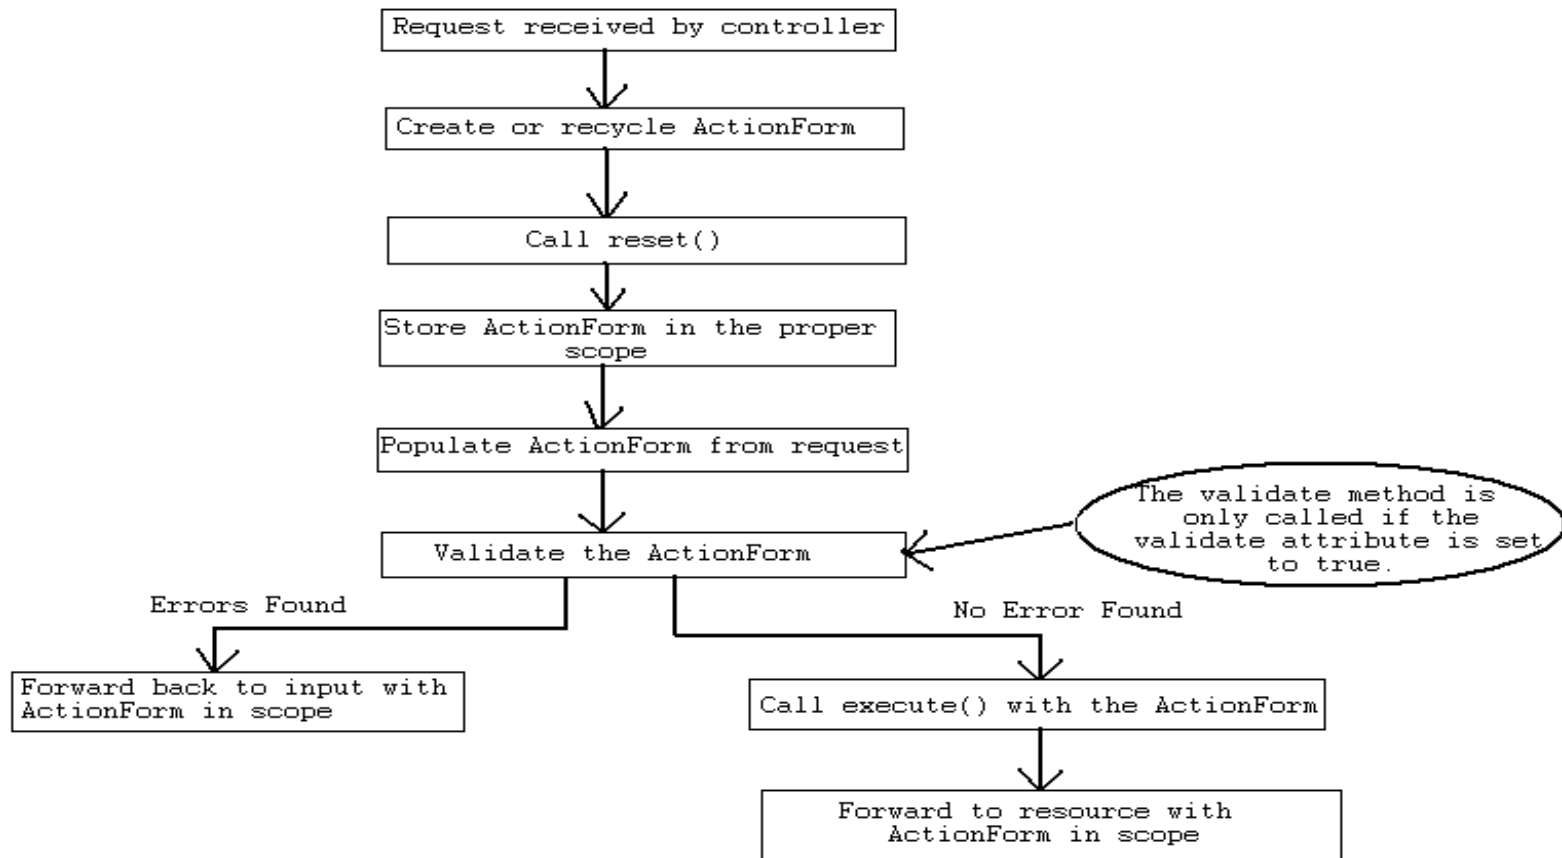 Request received by controller
Create or recycle ActionForm
Call reset()
Store ActionForm in the proper
scope
Populate ActionForm from request
The validate method is
only called if the
validate attribute is set
to true.
Validate the ActionForm
Errors Found
No Error Found
Forward back to input with
ActionForm in scope
Call execute() with the ActionForm
Forward to resource with
ActionForm in scope